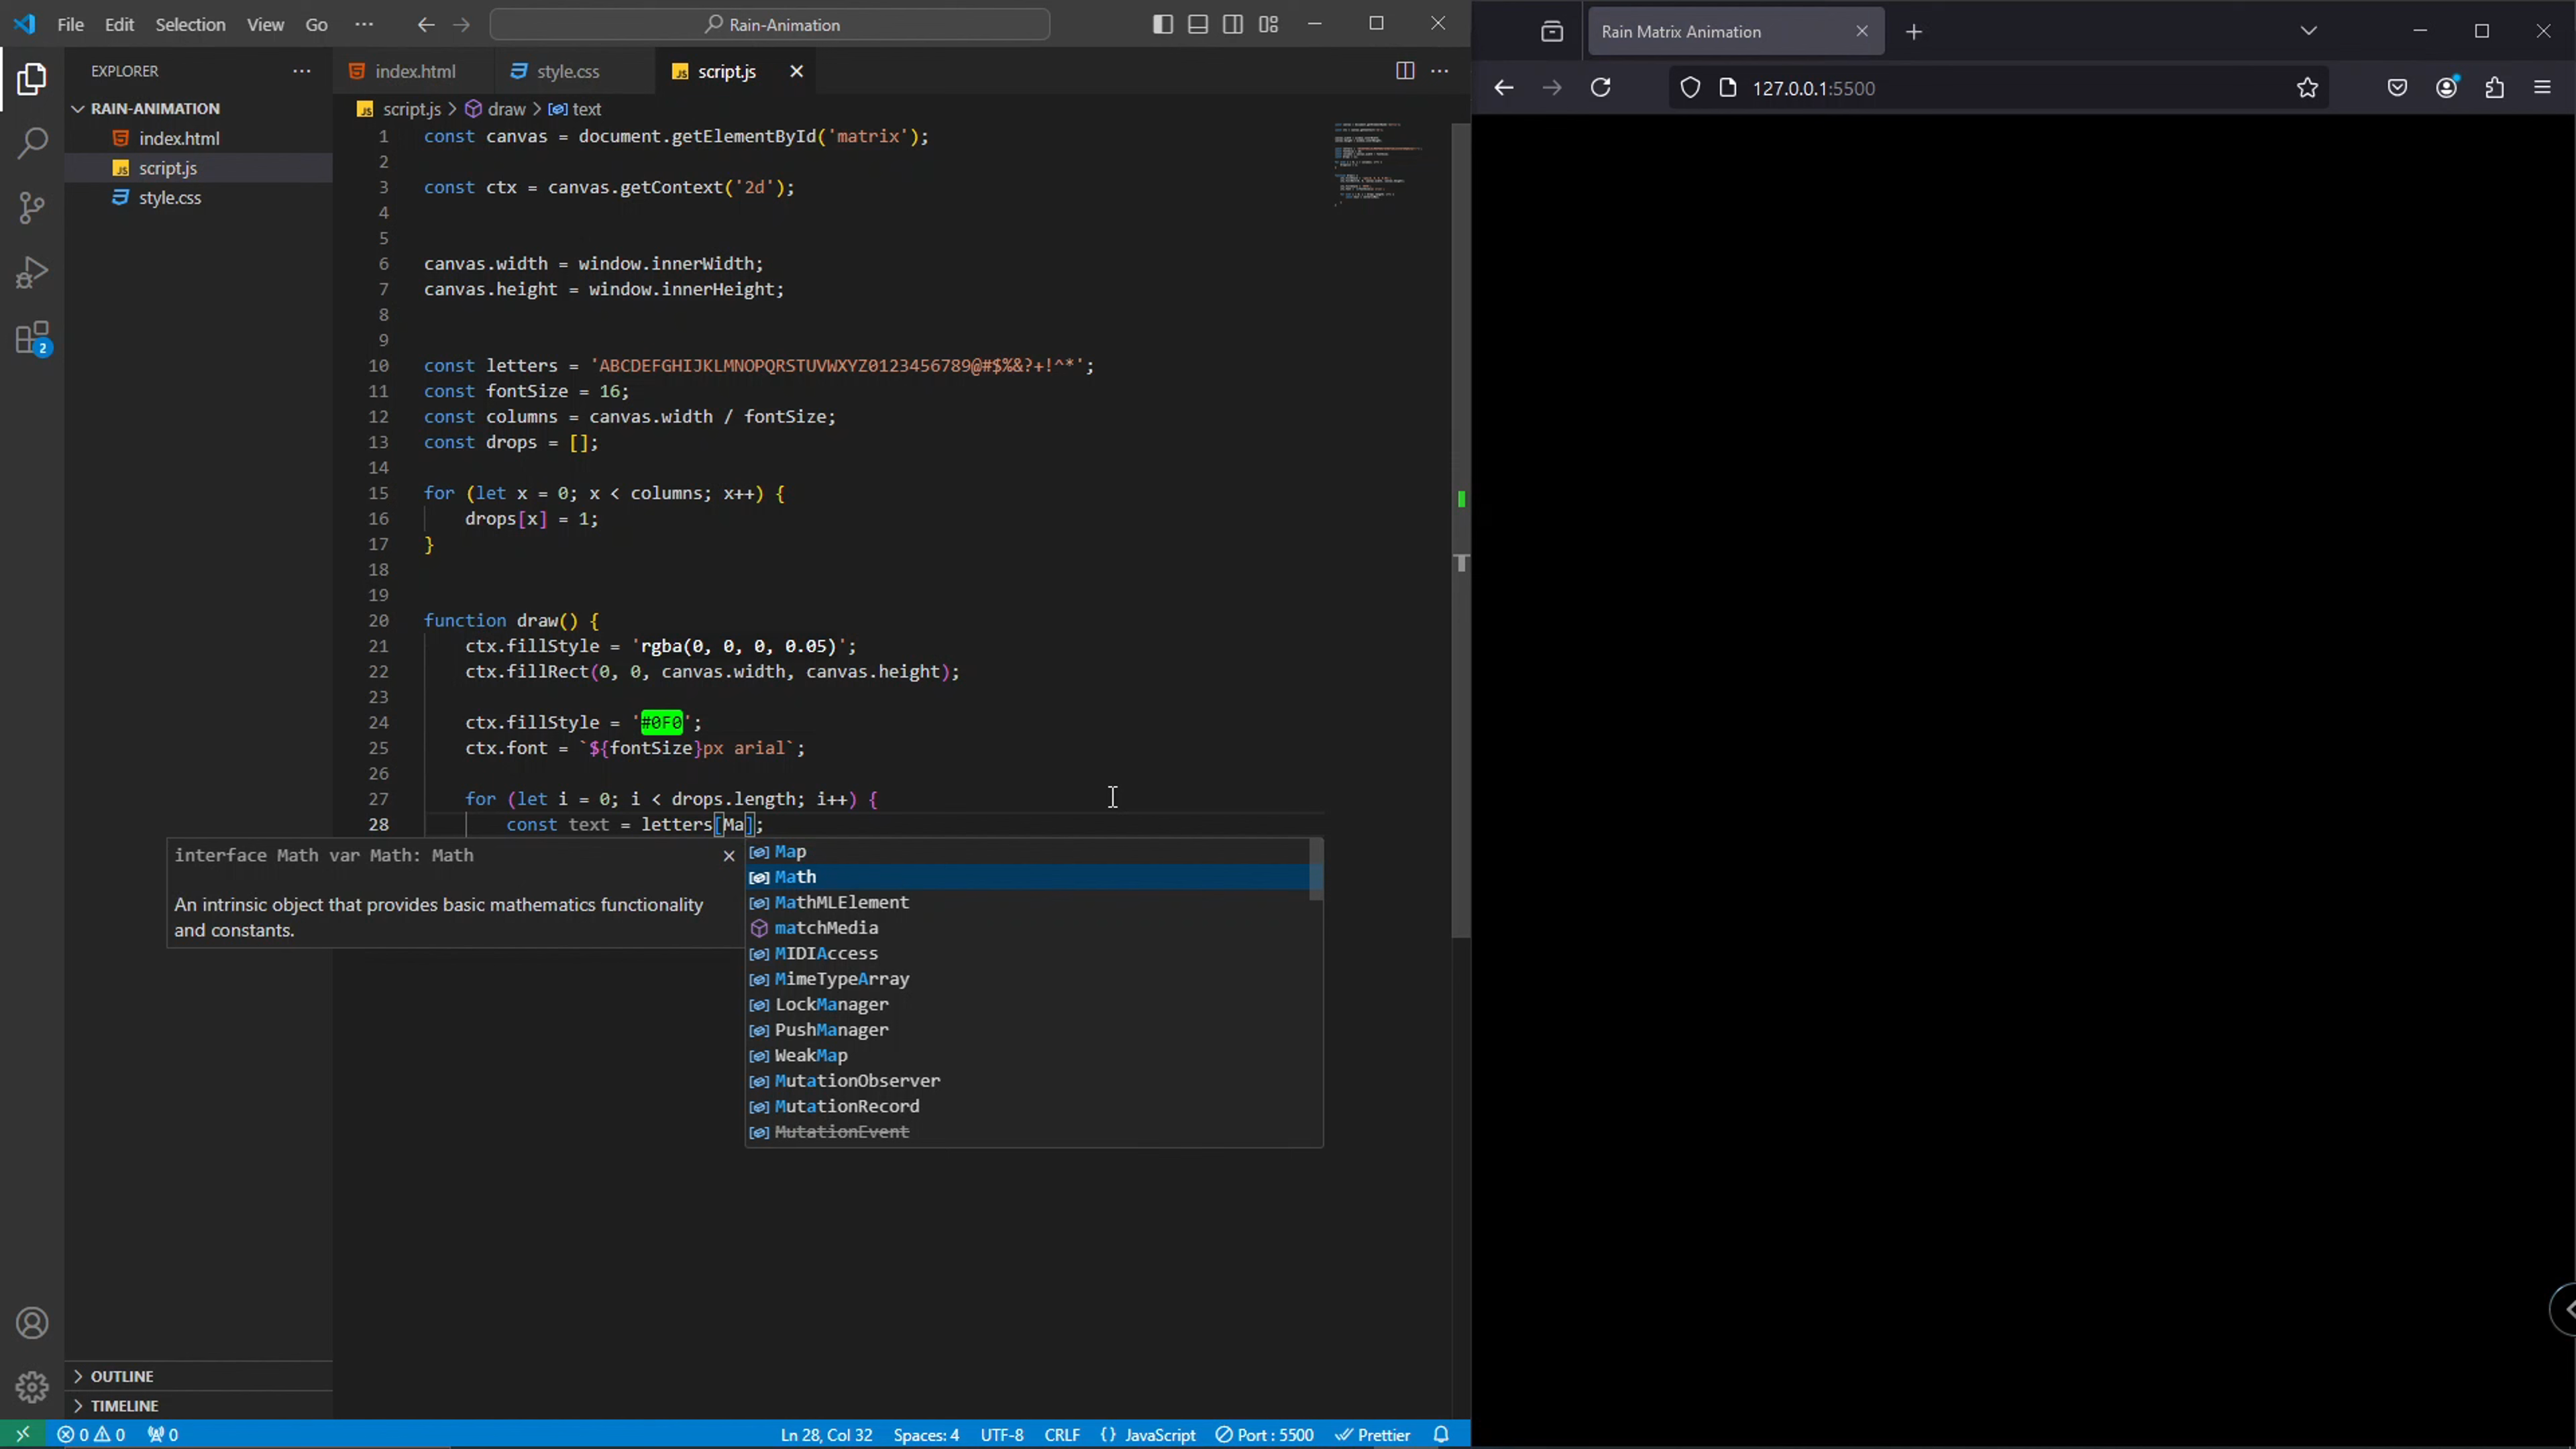 File Edit Selection View Go ··· Rain-Animation
EXPLORER ···
RAIN-ANIMATION
index.html
script.js
style.css
2
OUTLINE
TIMELINE
index.html style.css script.js
script.js > draw > text
1 const canvas = document.getElementById('matrix');
2
3 const ctx = canvas.getContext('2d');
4
5
6 canvas.width = window.innerWidth;
7 canvas.height = window.innerHeight;
8
9
10 const letters = 'ABCDEFGHIJKLMNOPQRSTUVWXYZ0123456789@#$%&?+!^*';
11 const fontSize = 16;
12 const columns = canvas.width / fontSize;
13 const drops = [];
14
15 for (let x = 0; x < columns; x++) {
16 drops[x] = 1;
17 }
18
19
20 function draw() {
21 ctx.fillStyle = 'rgba(0, 0, 0, 0.05)';
22 ctx.fillRect(0, 0, canvas.width, canvas.height);
23
24 ctx.fillStyle = '#0F0';
25 ctx.font = `${fontSize}px arial`;
26
27 for (let i = 0; i < drops.length; i++) {
28 const text = letters[Ma];
interface Math var Math: Math
An intrinsic object that provides basic mathematics functionality
and constants.
Map
Math
MathMLElement
matchMedia
MIDIAccess
MimeTypeArray
LockManager
PushManager
WeakMap
MutationObserver
MutationRecord
MutationEvent
0 0 0 Ln 28, Col 32 Spaces: 4 UTF-8 CRLF {} JavaScript Port : 5500 Prettier
Rain Matrix Animation
127.0.0.1:5500